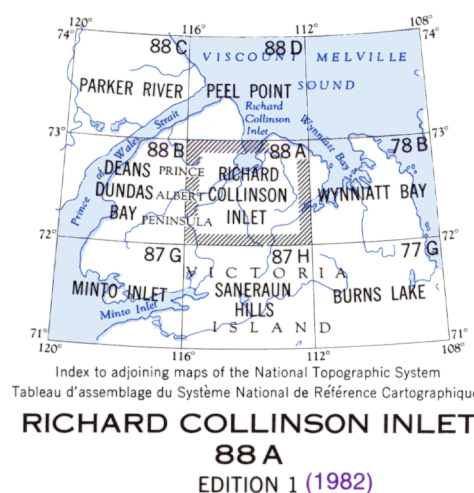 120° 116° 112° 108°
74° 74°
88 C 88 D
VISCOUNT MELVILLE
SOUND
PARKER RIVER PEEL POINT
Richard
Collinson
Inlet
Prince of Wales Strait
Wynniatt Bay
73° 73°
88 B 88 A 78 B
DEANS PRINCE RICHARD
DUNDAS ALBERT COLLINSON WYNNIATT BAY
BAY PENINSULA INLET
72° 72°
87 G 87 H 77 G
VICTORIA
MINTO INLET SANERAUN BURNS LAKE
HILLS
Minto Inlet
ISLAND
71° 71°
120° 116° 112° 108°
Index to adjoining maps of the National Topographic System
Tableau d'assemblage du Système National de Référence Cartographique
RICHARD COLLINSON INLET
88 A
EDITION 1 (1982)